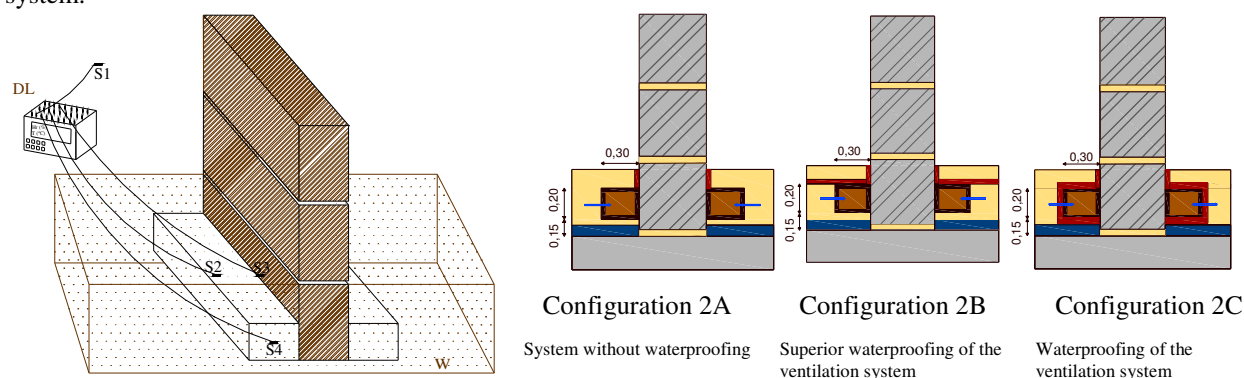 system.
S1
DL
S2
S3
S4
W
0,30
0,20
0,15
0,30
0,20
0,15
0,30
0,20
0,15
Configuration 2A
Configuration 2B
Configuration 2C
System without waterproofing
Superior waterproofing of the
ventilation system
Waterproofing of the
ventilation system